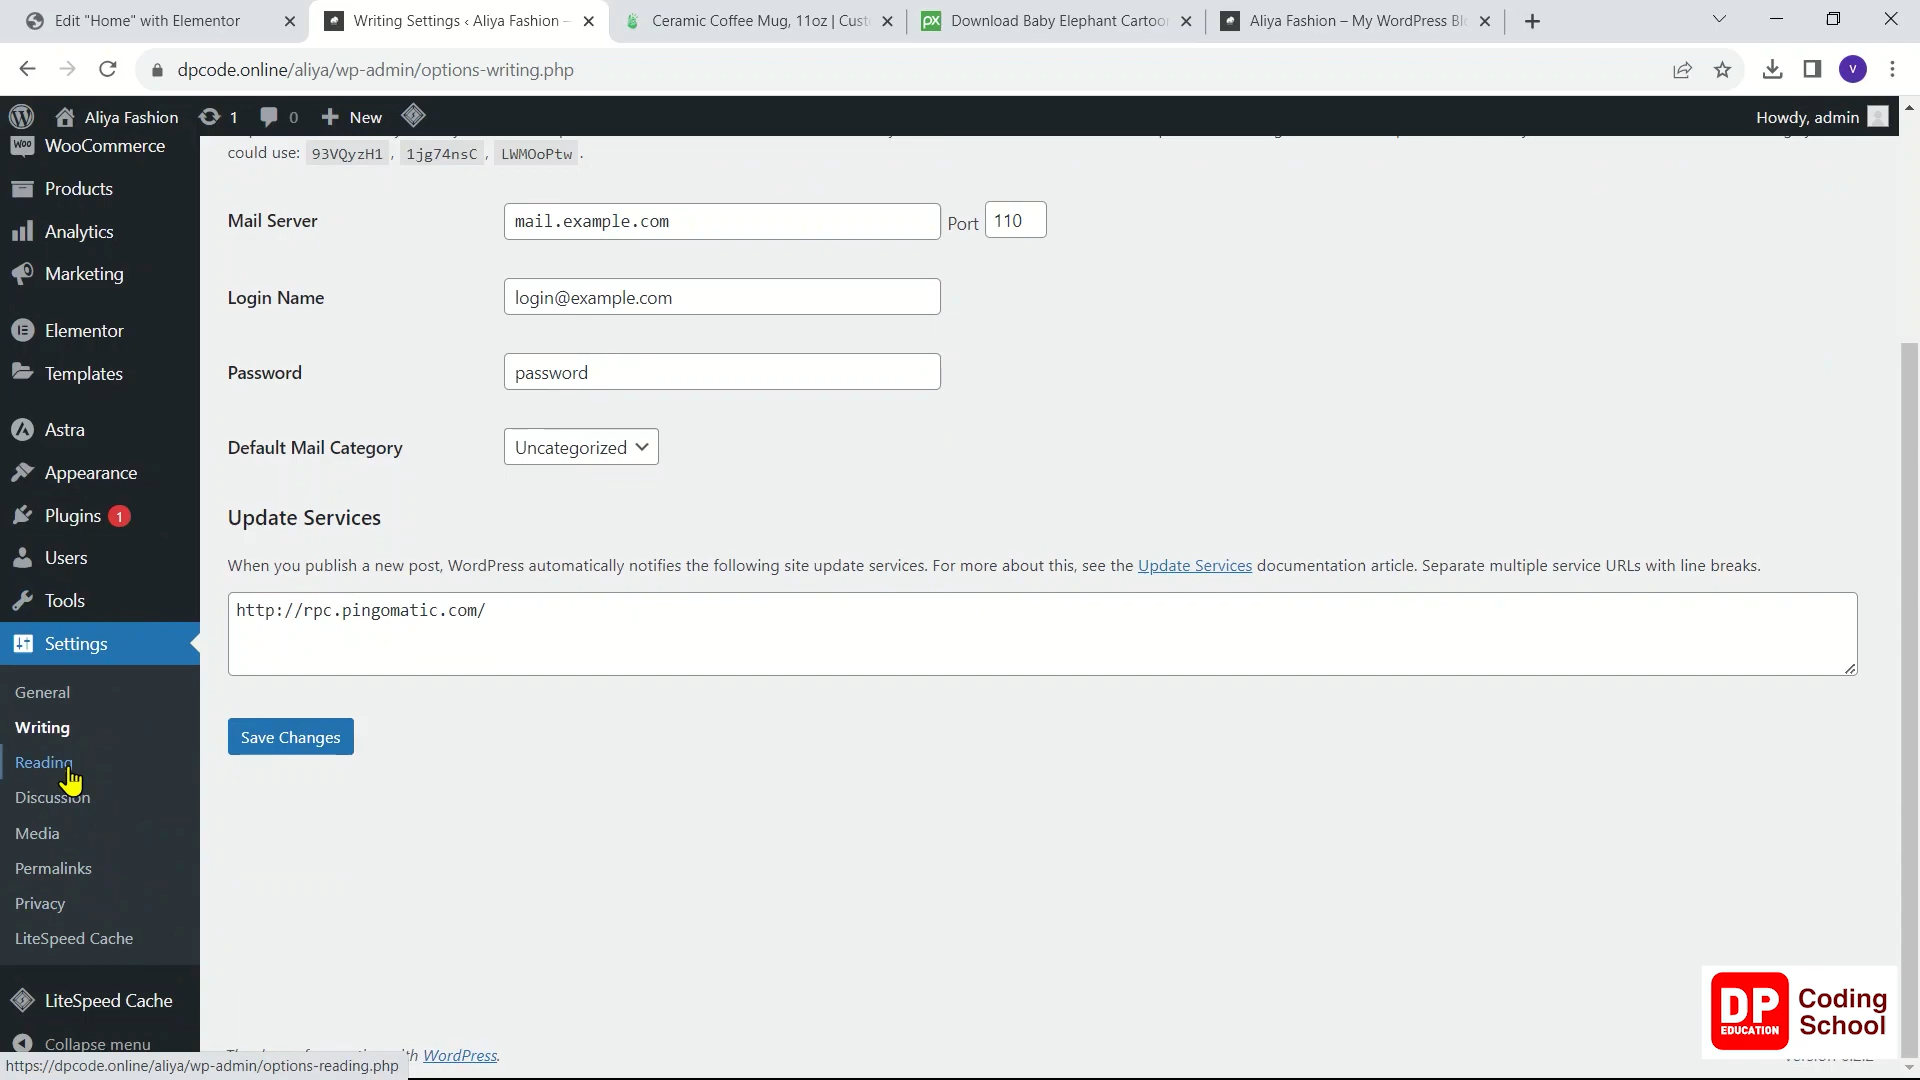 Edit "Home" with Elementor
Writing Settings ‹ Aliya Fashion –
Ceramic Coffee Mug, 11oz | Cust
Download Baby Elephant Cartoo
Aliya Fashion – My WordPress Bl
dpcode.online/aliya/wp-admin/options-writing.php
V
Aliya Fashion
1
0
New
Howdy, admin
WooCommerce
Products
Analytics
Marketing
Elementor
Templates
Astra
Appearance
Plugins 1
Users
Tools
Settings
General
Writing
Reading
Discussion
Media
Permalinks
Privacy
LiteSpeed Cache
LiteSpeed Cache
Collapse menu
could use: 93VQyzH1 , 1jg74nsC , LWMOoPtw .
Mail Server
mail.example.com
Port 110
Login Name
login@example.com
Password
password
Default Mail Category
Uncategorized
Update Services
When you publish a new post, WordPress automatically notifies the following site update services. For more about this, see the Update Services documentation article. Separate multiple service URLs with line breaks.
http://rpc.pingomatic.com/
Save Changes
WordPress.
https://dpcode.online/aliya/wp-admin/options-reading.php
DP
EDUCATION
Coding
School